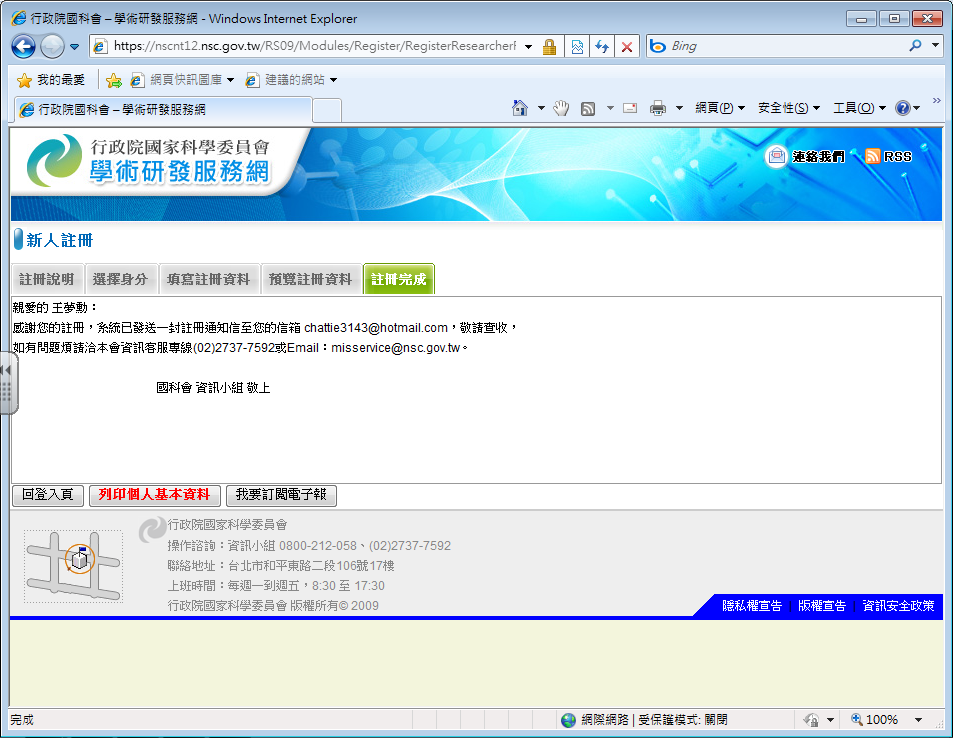 行政院國科會 – 學術研發服務網 - Windows Internet Explorer
https://nscnt12.nsc.gov.tw/RS09/Modules/Register/RegisterResearcherF
Bing
我的最愛
網頁快訊圖庫
建議的網站
行政院國科會 – 學術研發服務網
網頁(P)
安全性(S)
工具(O)
行政院國家科學委員會
學術研發服務網
連絡我們
RSS
新人註冊
註冊說明
選擇身分
填寫註冊資料
預覽註冊資料
註冊完成
親愛的 王夢勳：
感謝您的註冊，系統已發送一封註冊通知信至您的信箱 chattie3143@hotmail.com，敬請查收，
如有問題煩請洽本會資訊客服專線(02)2737-7592或Email：misservice@nsc.gov.tw。
國科會 資訊小組 敬上
回登入頁
列印個人基本資料
我要訂閱電子報
行政院國家科學委員會
操作諮詢：資訊小組 0800-212-058、(02)2737-7592
聯絡地址：台北市和平東路二段106號17樓
上班時間：每週一到週五，8:30 至 17:30
行政院國家科學委員會 版權所有© 2009
隱私權宣告
版權宣告
資訊安全政策
完成
網際網路 | 受保護模式: 關閉
100%